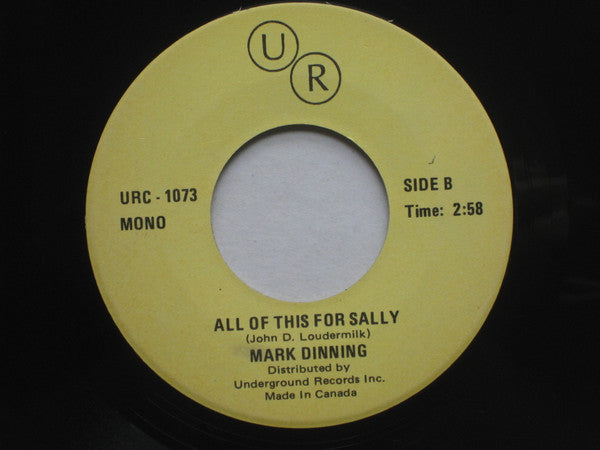 U
R
URC - 1073
MONO
SIDE B
Time: 2:58
ALL OF THIS FOR SALLY
(John D. Loudermilk)
MARK DINNING
Distributed by
Underground Records Inc.
Made In Canada